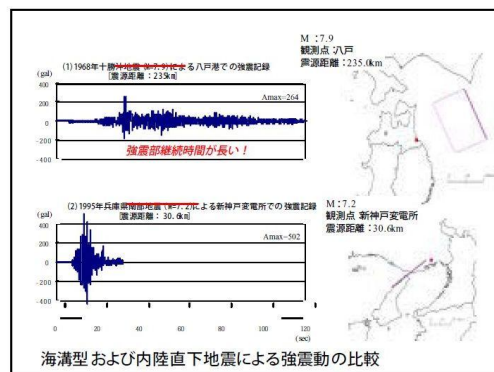 (1)1968年十勝沖地震(M=7.9)による八戸港での強震記録
[震源距離：235km]
(gal)
400
200
0
-200
-400
Amax=264
強震部継続時間が長い！
M：7.9
観測点：八戸
震源距離：235.0km
(2)1995年兵庫県南部地震(M=7.2)による新神戸変電所での強震記録
[震源距離：30.6km]
(gal)
400
200
0
-200
-400
Amax=502
0 20 40 60 80 100 120
(sec)
M：7.2
観測点：新神戸変電所
震源距離：30.6km
海溝型および内陸直下地震による強震動の比較